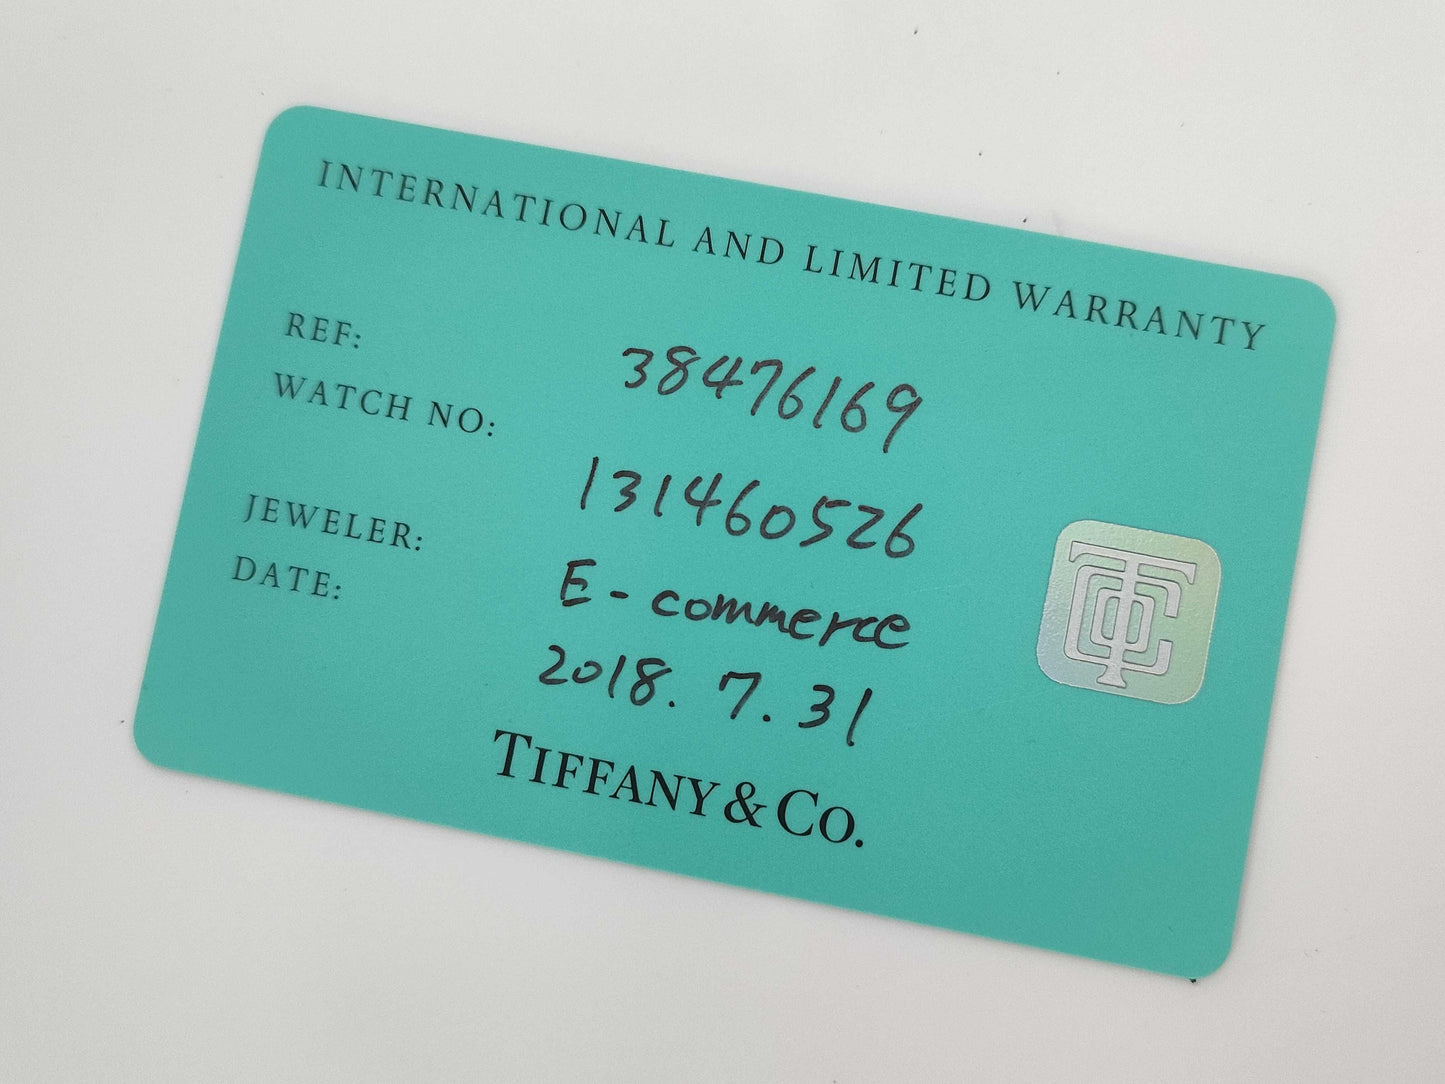 INTERNATIONAL AND LIMITED WARRANTY
REF: 38476169
WATCH NO: 131460526
JEWELER: E-commerce
DATE: 2018. 7. 31
TIFFANY & CO.